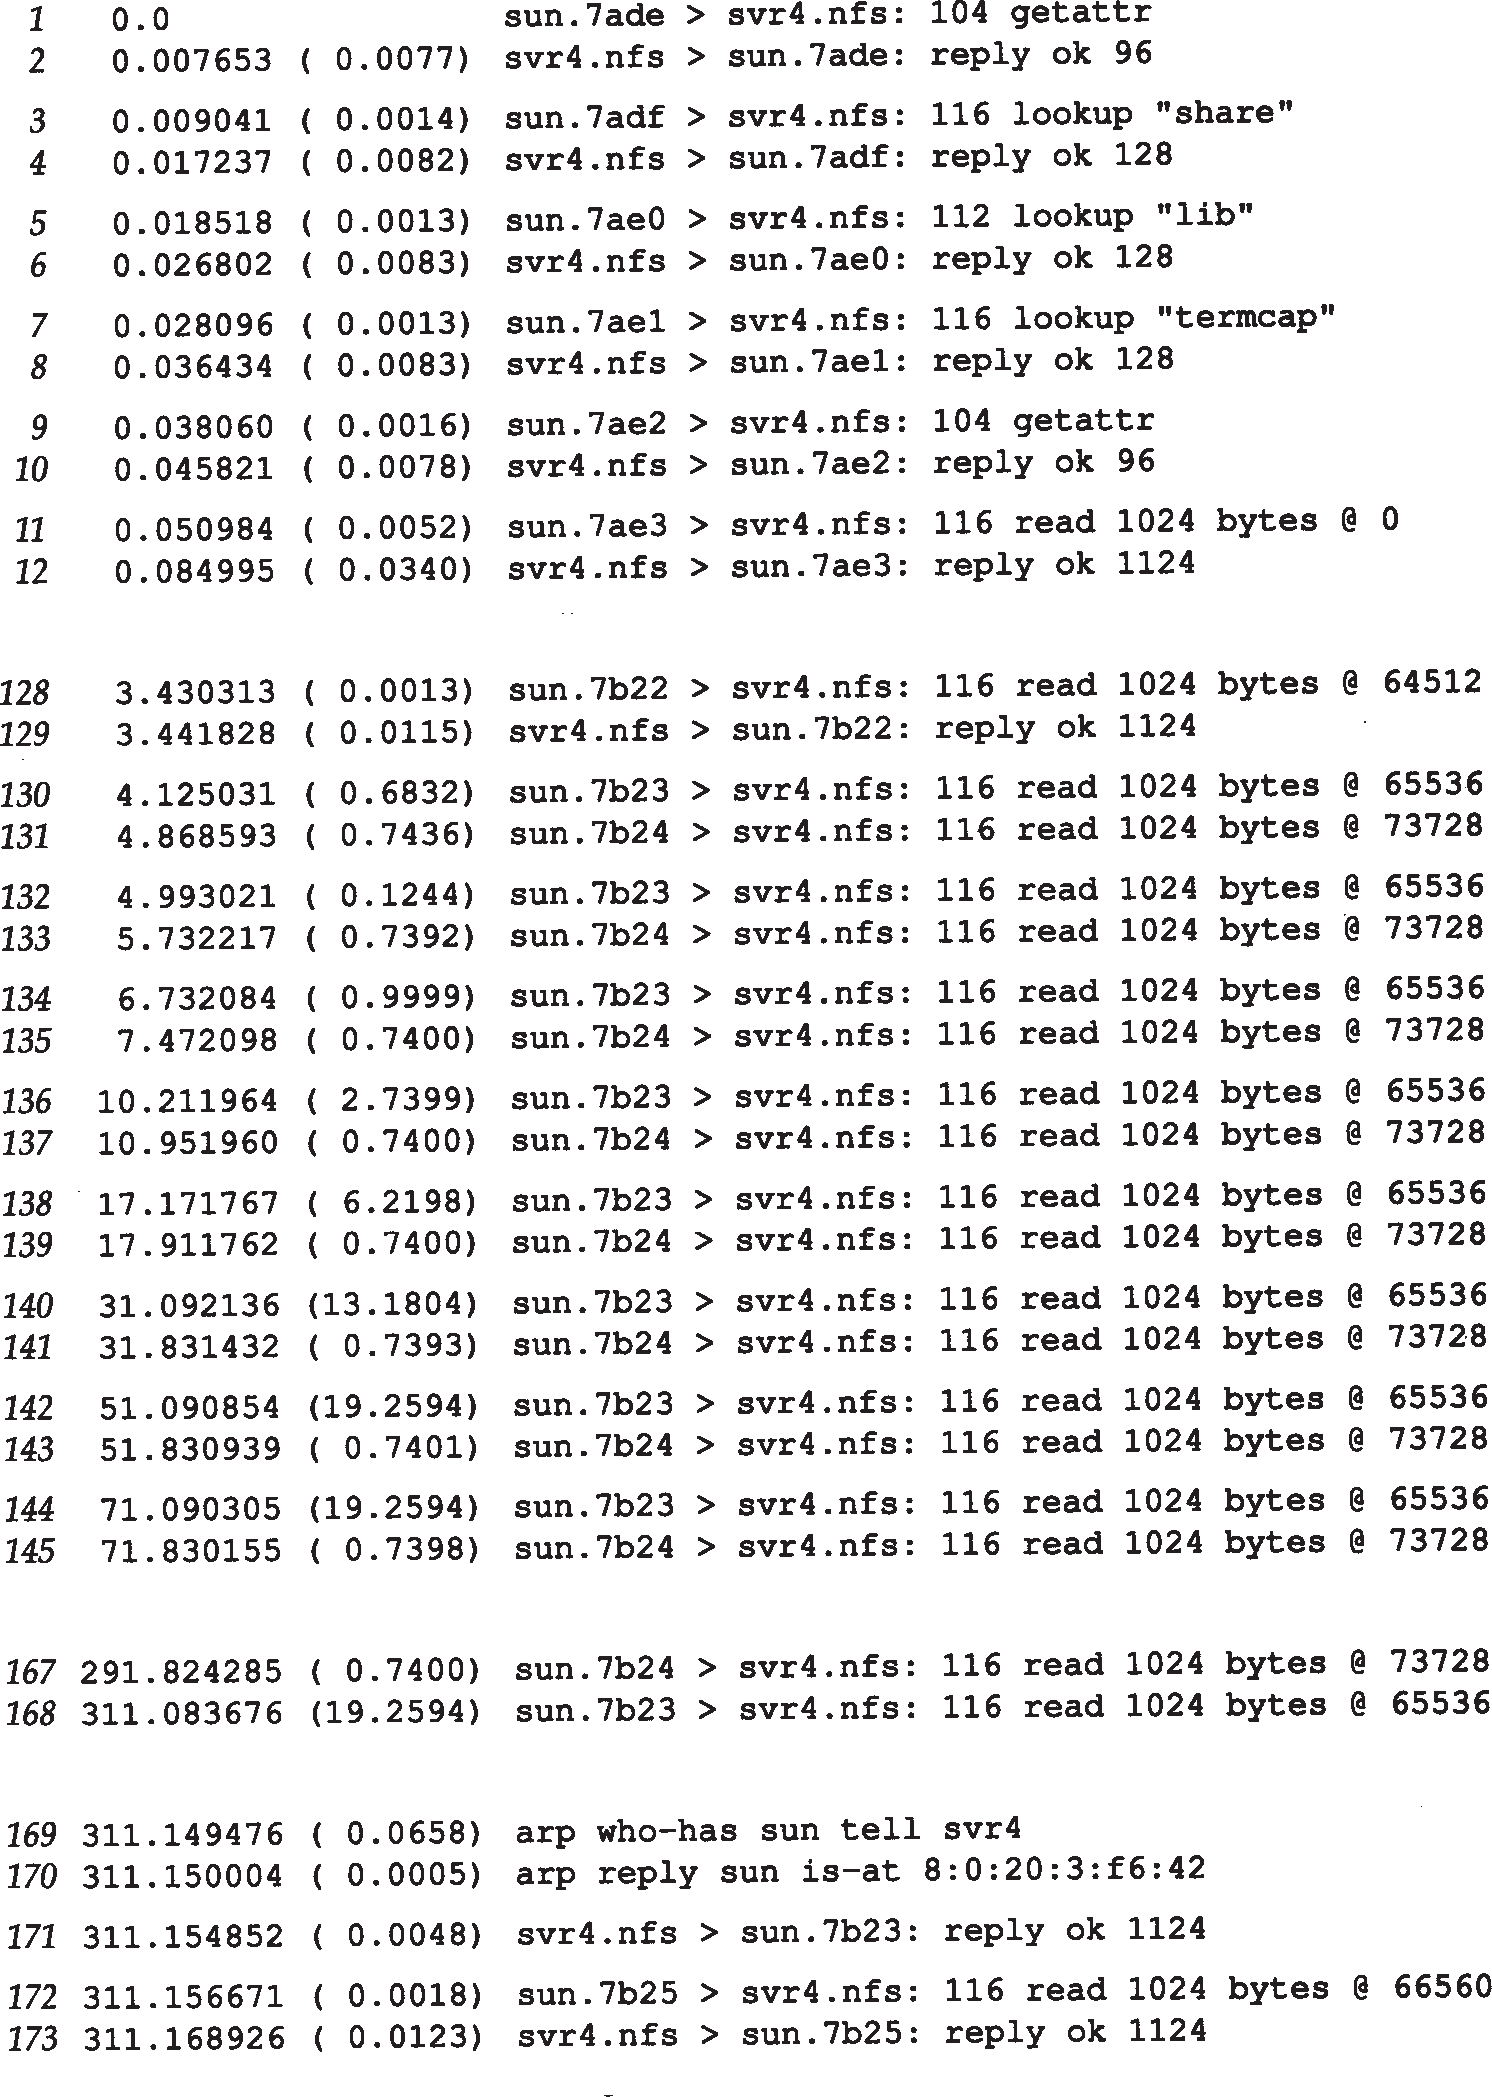 1 0.0 sun.7ade > svr4.nfs: 104 getattr
2 0.007653 ( 0.0077) svr4.nfs > sun.7ade: reply ok 96
3 0.009041 ( 0.0014) sun.7adf > svr4.nfs: 116 lookup "share"
4 0.017237 ( 0.0082) svr4.nfs > sun.7adf: reply ok 128
5 0.018518 ( 0.0013) sun.7ae0 > svr4.nfs: 112 lookup "lib"
6 0.026802 ( 0.0083) svr4.nfs > sun.7ae0: reply ok 128
7 0.028096 ( 0.0013) sun.7ae1 > svr4.nfs: 116 lookup "termcap"
8 0.036434 ( 0.0083) svr4.nfs > sun.7ae1: reply ok 128
9 0.038060 ( 0.0016) sun.7ae2 > svr4.nfs: 104 getattr
10 0.045821 ( 0.0078) svr4.nfs > sun.7ae2: reply ok 96
11 0.050984 ( 0.0052) sun.7ae3 > svr4.nfs: 116 read 1024 bytes @ 0
12 0.084995 ( 0.0340) svr4.nfs > sun.7ae3: reply ok 1124
128 3.430313 ( 0.0013) sun.7b22 > svr4.nfs: 116 read 1024 bytes @ 64512
129 3.441828 ( 0.0115) svr4.nfs > sun.7b22: reply ok 1124
130 4.125031 ( 0.6832) sun.7b23 > svr4.nfs: 116 read 1024 bytes @ 65536
131 4.868593 ( 0.7436) sun.7b24 > svr4.nfs: 116 read 1024 bytes @ 73728
132 4.993021 ( 0.1244) sun.7b23 > svr4.nfs: 116 read 1024 bytes @ 65536
133 5.732217 ( 0.7392) sun.7b24 > svr4.nfs: 116 read 1024 bytes @ 73728
134 6.732084 ( 0.9999) sun.7b23 > svr4.nfs: 116 read 1024 bytes @ 65536
135 7.472098 ( 0.7400) sun.7b24 > svr4.nfs: 116 read 1024 bytes @ 73728
136 10.211964 ( 2.7399) sun.7b23 > svr4.nfs: 116 read 1024 bytes @ 65536
137 10.951960 ( 0.7400) sun.7b24 > svr4.nfs: 116 read 1024 bytes @ 73728
138 17.171767 ( 6.2198) sun.7b23 > svr4.nfs: 116 read 1024 bytes @ 65536
139 17.911762 ( 0.7400) sun.7b24 > svr4.nfs: 116 read 1024 bytes @ 73728
140 31.092136 (13.1804) sun.7b23 > svr4.nfs: 116 read 1024 bytes @ 65536
141 31.831432 ( 0.7393) sun.7b24 > svr4.nfs: 116 read 1024 bytes @ 73728
142 51.090854 (19.2594) sun.7b23 > svr4.nfs: 116 read 1024 bytes @ 65536
143 51.830939 ( 0.7401) sun.7b24 > svr4.nfs: 116 read 1024 bytes @ 73728
144 71.090305 (19.2594) sun.7b23 > svr4.nfs: 116 read 1024 bytes @ 65536
145 71.830155 ( 0.7398) sun.7b24 > svr4.nfs: 116 read 1024 bytes @ 73728
167 291.824285 ( 0.7400) sun.7b24 > svr4.nfs: 116 read 1024 bytes @ 73728
168 311.083676 (19.2594) sun.7b23 > svr4.nfs: 116 read 1024 bytes @ 65536
169 311.149476 ( 0.0658) arp who-has sun tell svr4
170 311.150004 ( 0.0005) arp reply sun is-at 8:0:20:3:f6:42
171 311.154852 ( 0.0048) svr4.nfs > sun.7b23: reply ok 1124
172 311.156671 ( 0.0018) sun.7b25 > svr4.nfs: 116 read 1024 bytes @ 66560
173 311.168926 ( 0.0123) svr4.nfs > sun.7b25: reply ok 1124